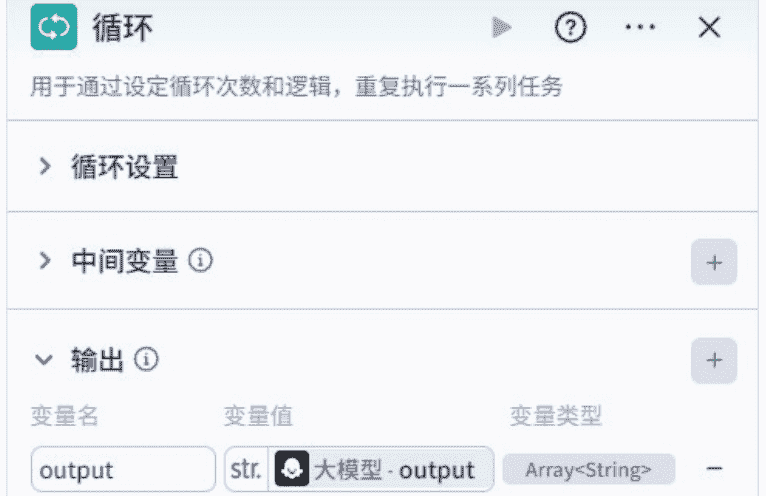 循环
用于通过设定循环次数和逻辑，重复执行一系列任务
循环设置
中间变量
输出
变量名 变量值 变量类型
output str. 大模型 - output Array<String>